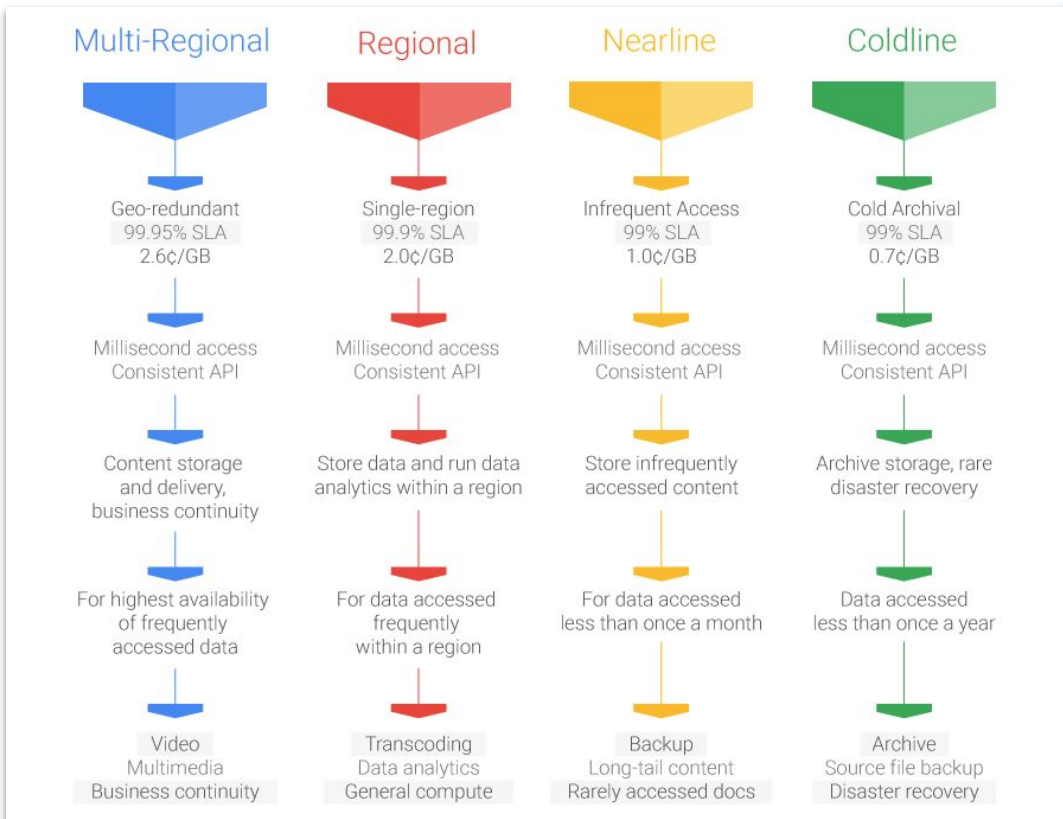 Multi-Regional
Geo-redundant
99.95% SLA
2.6¢/GB
Millisecond access
Consistent API
Content storage
and delivery,
business continuity
For highest availability
of frequently
accessed data
Video
Multimedia
Business continuity
Regional
Single-region
99.9% SLA
2.0¢/GB
Millisecond access
Consistent API
Store data and run data
analytics within a region
For data accessed
frequently
within a region
Transcoding
Data analytics
General compute
Nearline
Infrequent Access
99% SLA
1.0¢/GB
Millisecond access
Consistent API
Store infrequently
accessed content
For data accessed
less than once a month
Backup
Long-tail content
Rarely accessed docs
Coldline
Cold Archival
99% SLA
0.7¢/GB
Millisecond access
Consistent API
Archive storage, rare
disaster recovery
Data accessed
less than once a year
Archive
Source file backup
Disaster recovery